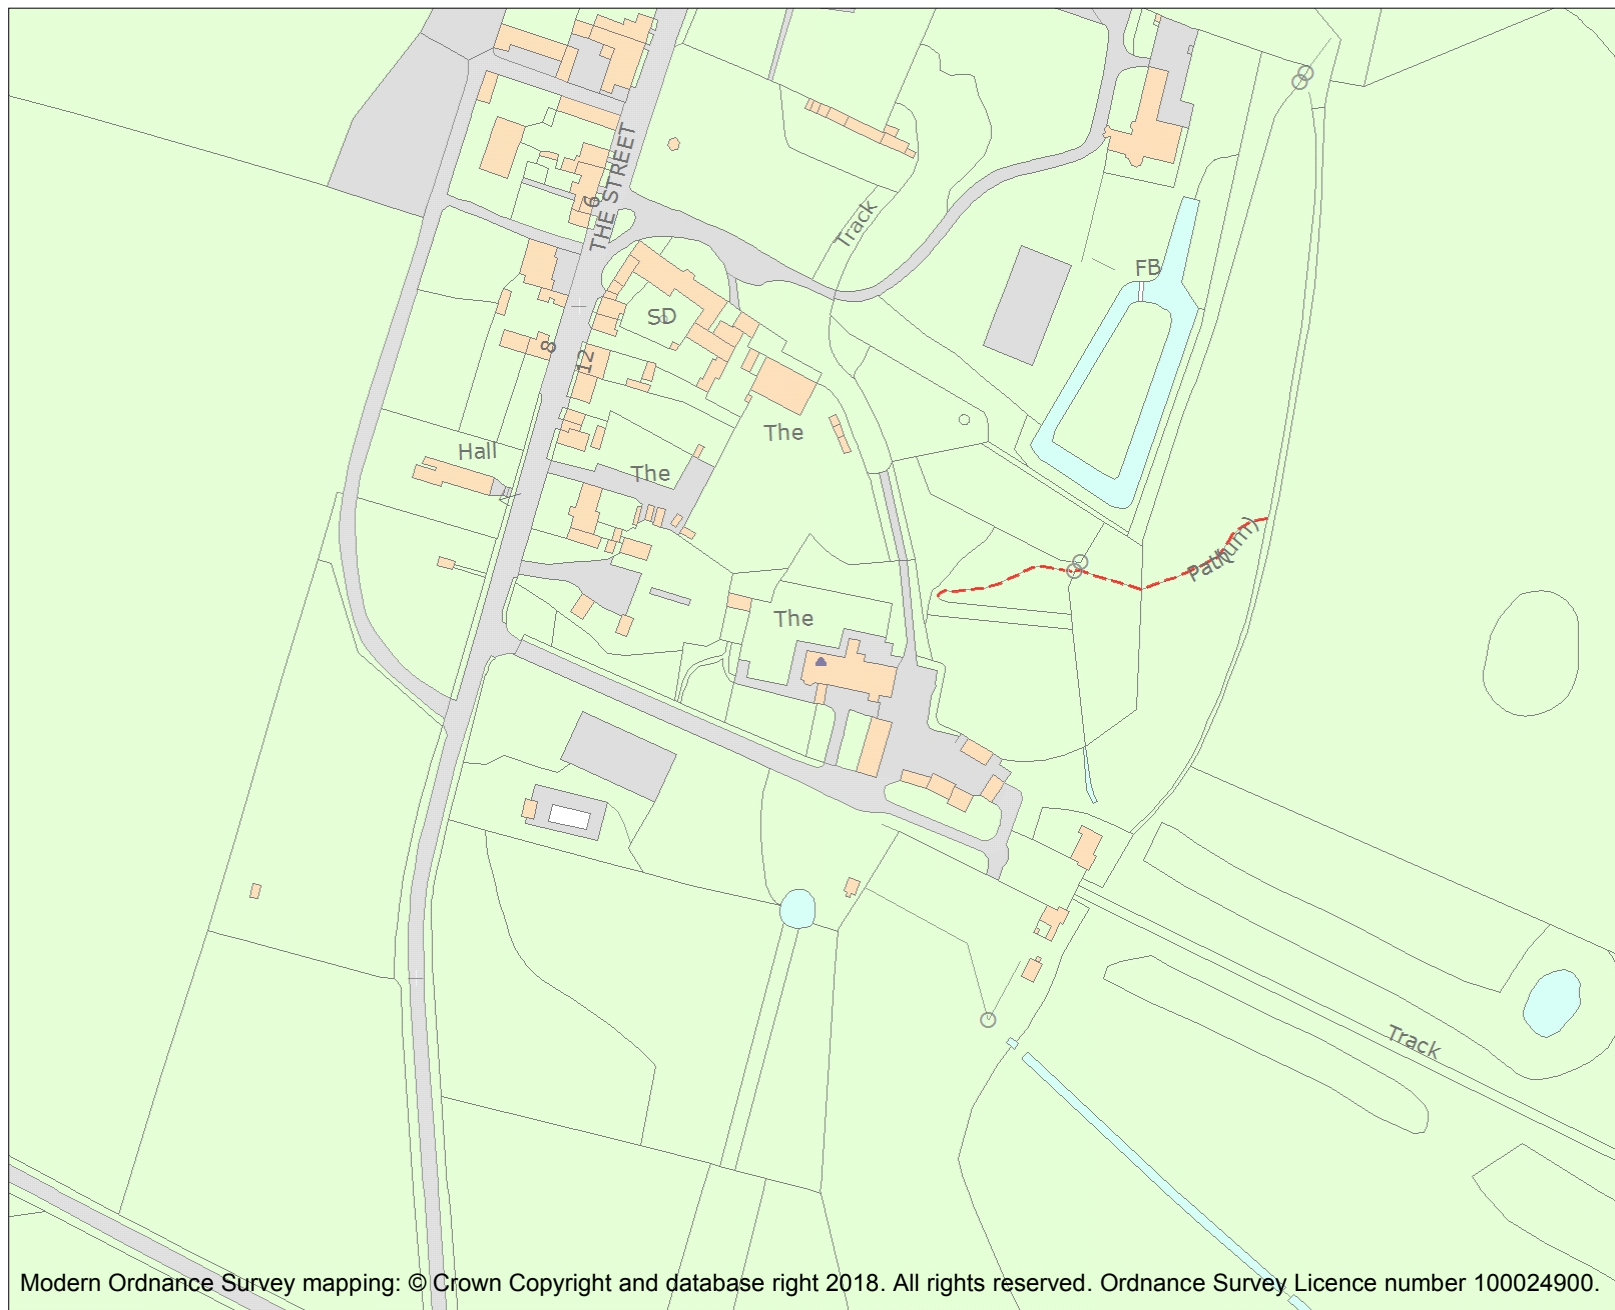 THE STREET
6
Track
FB
SD
8
12
The
Hall
The
Path (um)
The
Track
Modern Ordnance Survey mapping: © Crown Copyright and database right 2018. All rights reserved. Ordnance Survey Licence number 100024900.